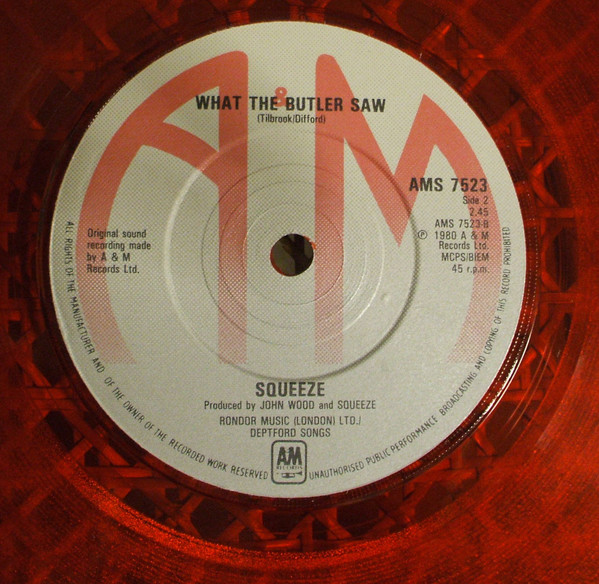 A&M
WHAT THE BUTLER SAW
(Tilbrook/Difford)
AMS 7523
Side 2
2.45
AMS 7523-B
℗ 1980 A & M
Records Ltd.
MCPS/BIEM
45 r.p.m.
Original sound
recording made
by A & M
Records Ltd.
SQUEEZE
Produced by JOHN WOOD and SQUEEZE
RONDOR MUSIC (LONDON) LTD./
DEPTFORD SONGS
AM
RECORDS
ALL RIGHTS OF THE MANUFACTURER AND OF THE OWNER OF THE RECORDED WORK RESERVED
UNAUTHORISED PUBLIC PERFORMANCE BROADCASTING AND COPYING OF THIS RECORD PROHIBITED